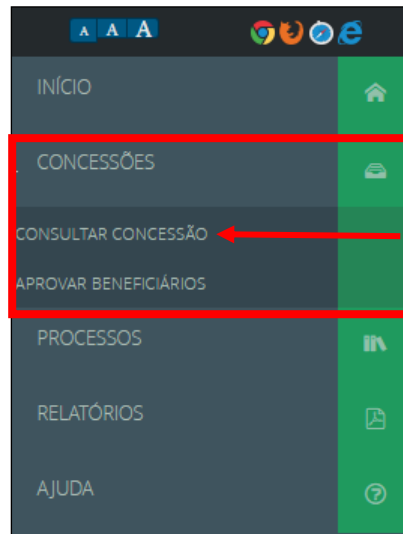 A A A
INÍCIO
CONCESSÕES
CONSULTAR CONCESSÃO
APROVAR BENEFICIÁRIOS
PROCESSOS
RELATÓRIOS
AJUDA